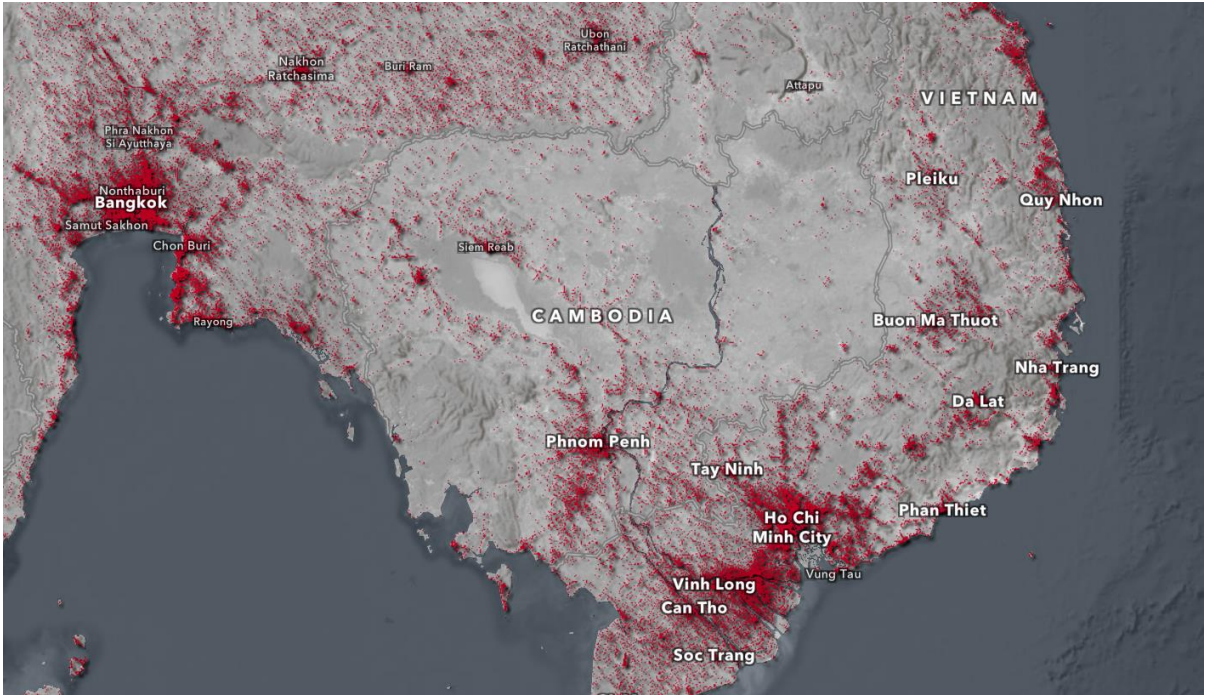 Ubon
Ratchathani
Nakhon
Ratchasima
Buri Ram
Attapu
VIETNAM
Phra Nakhon
Si Ayutthaya
Pleiku
Nonthaburi
Bangkok
Quy Nhon
Samut Sakhon
Chon Buri
Siem Reab
CAMBODIA
Rayong
Buon Ma Thuot
Nha Trang
Da Lat
Phnom Penh
Tay Ninh
Phan Thiet
Ho Chi
Minh City
Vung Tau
Vinh Long
Can Tho
Soc Trang